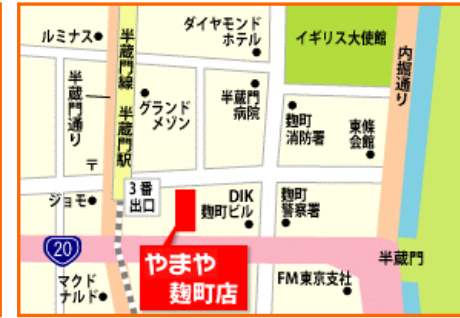 ルミナス
半蔵門線 半蔵門駅
半蔵門通り
〒
ダイヤモンド
ホテル
イギリス大使館
内掘通り
グランド
メゾン
半蔵門
病院
麹町
消防署
東條
会館
ジョモ
3番
出口
DIK
麹町ビル
麹町
警察署
20
やまや
麹町店
半蔵門
マクド
ナルド
FM東京支社